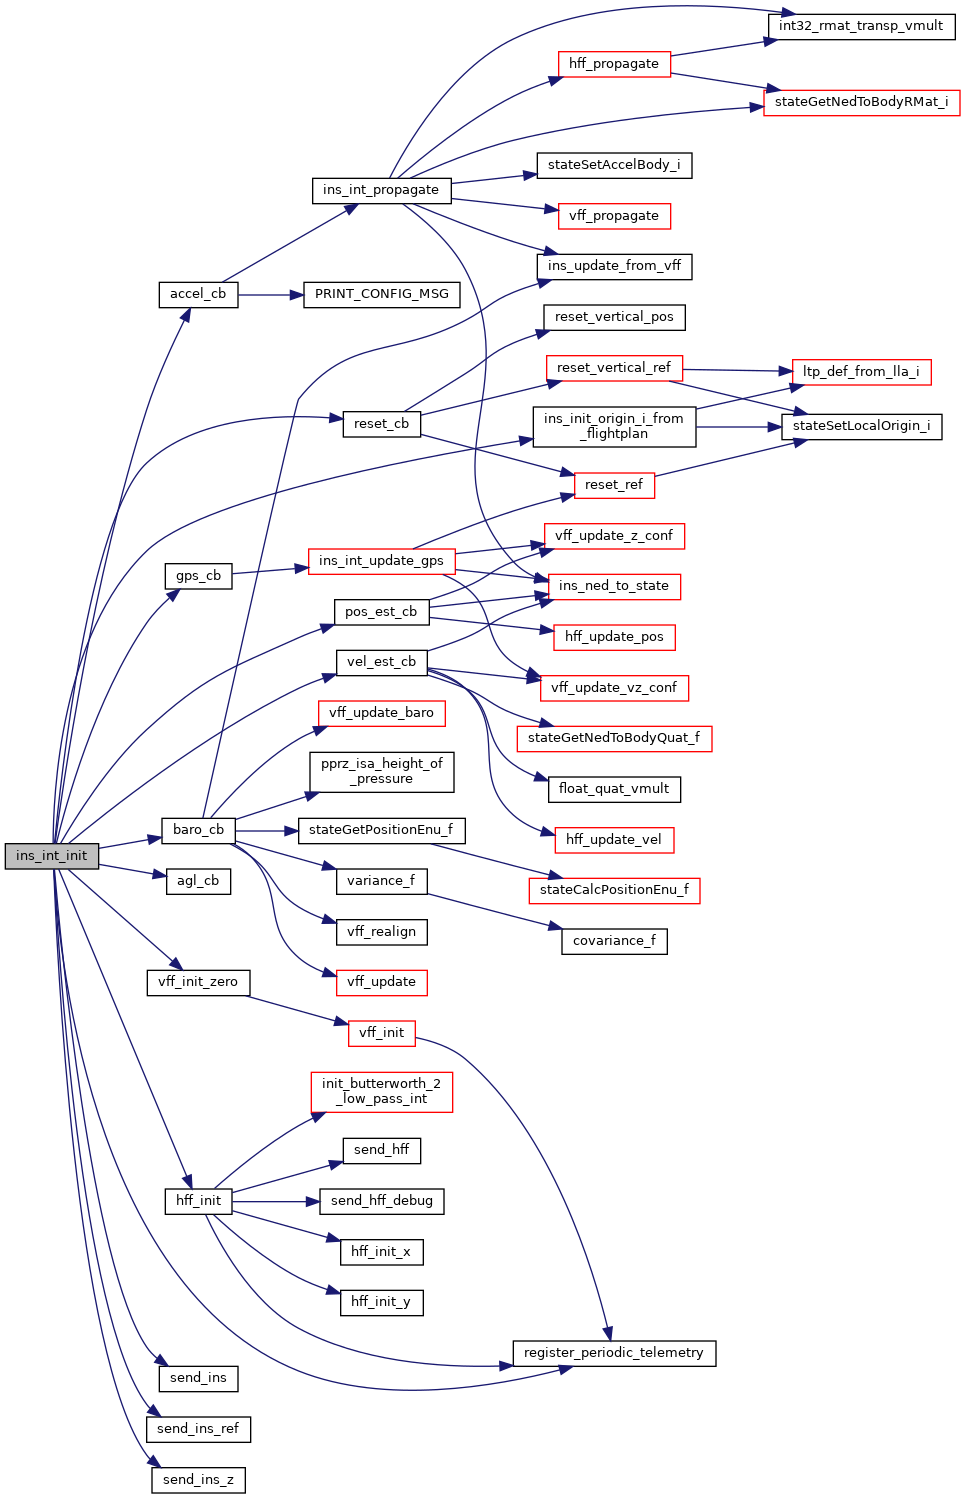 int32_rmat_transp_vmult
hff_propagate
stateGetNedToBodyRMat_i
stateSetAccelBody_i
ins_int_propagate
vff_propagate
ins_update_from_vff
accel_cb
PRINT_CONFIG_MSG
reset_vertical_pos
reset_vertical_ref
ltp_def_from_lla_i
reset_cb
ins_init_origin_i_from
_flightplan
stateSetLocalOrigin_i
reset_ref
vff_update_z_conf
ins_int_update_gps
gps_cb
ins_ned_to_state
pos_est_cb
hff_update_pos
vel_est_cb
vff_update_vz_conf
vff_update_baro
stateGetNedToBodyQuat_f
pprz_isa_height_of
_pressure
float_quat_vmult
baro_cb
stateGetPositionEnu_f
hff_update_vel
ins_int_init
agl_cb
variance_f
stateCalcPositionEnu_f
vff_realign
covariance_f
vff_init_zero
vff_update
vff_init
init_butterworth_2
_low_pass_int
send_hff
hff_init
send_hff_debug
hff_init_x
hff_init_y
register_periodic_telemetry
send_ins
send_ins_ref
send_ins_z